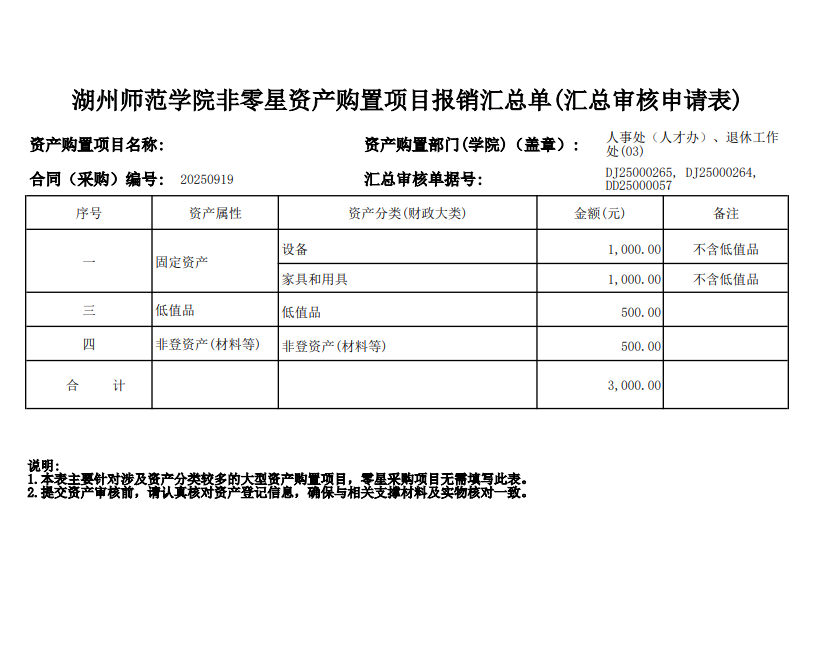 湖州师范学院非零星资产购置项目报销汇总单(汇总审核申请表)
资产购置项目名称:
资产购置部门(学院)（盖章）:
人事处（人才办）、退休工作
处(03)
合同（采购）编号: 20250919
汇总审核单据号:
DJ25000265, DJ25000264,
DD25000057
序号 资产属性 资产分类(财政大类) 金额(元) 备注
一 固定资产 设备 1,000.00 不含低值品
家具和用具 1,000.00 不含低值品
三 低值品 低值品 500.00
四 非登资产(材料等) 非登资产(材料等) 500.00
合 计 3,000.00
说明:
1.本表主要针对涉及资产分类较多的大型资产购置项目，零星采购项目无需填写此表。
2.提交资产审核前，请认真核对资产登记信息，确保与相关支撑材料及实物核对一致。